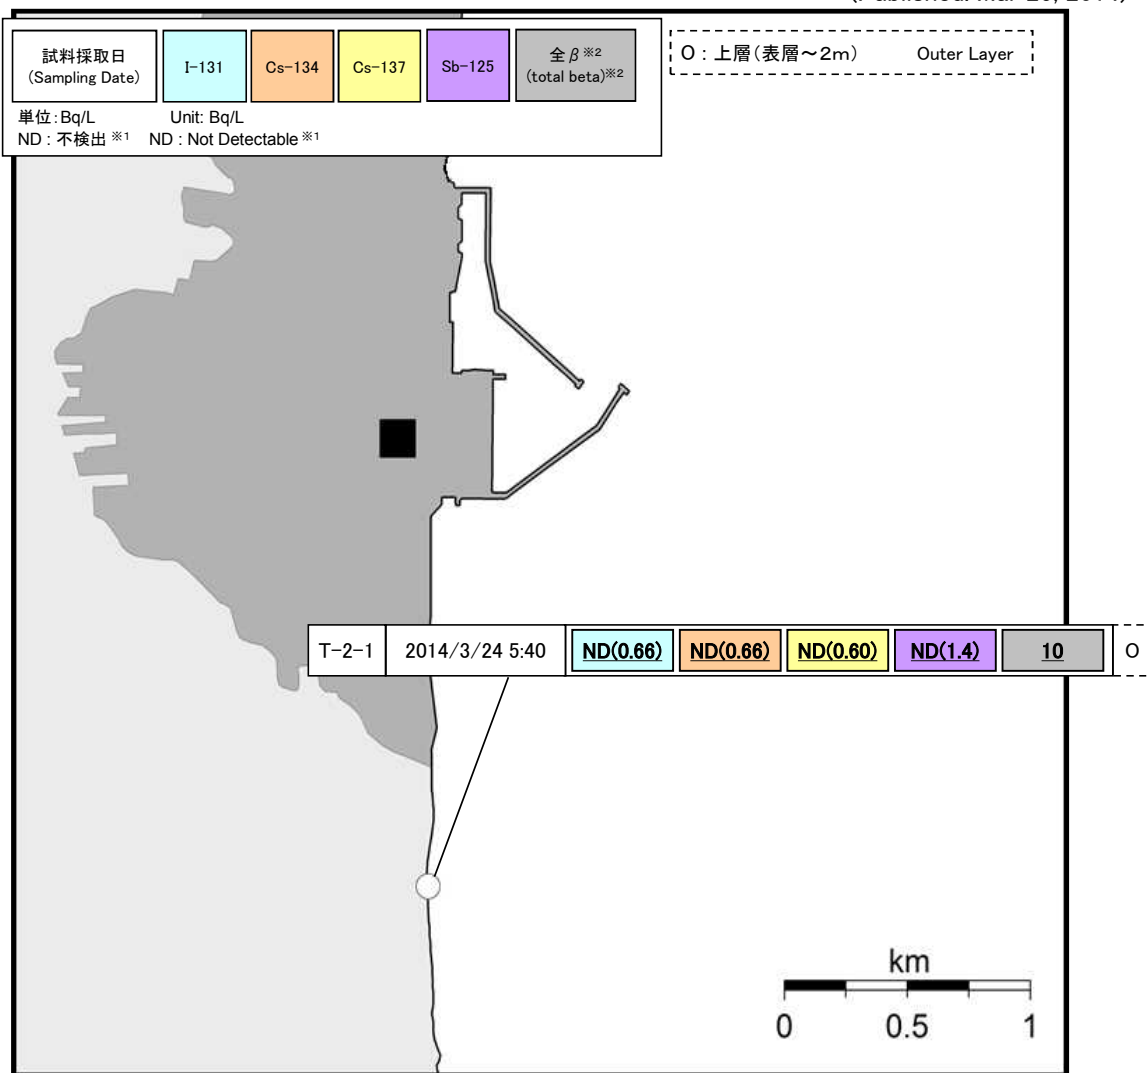 試料採取日
(Sampling Date)
I-131
Cs-134
Cs-137
Sb-125
全β※2
(total beta)※2
単位:Bq/L Unit: Bq/L
ND : 不検出 ※1 ND : Not Detectable ※1
O : 上層(表層～2m) Outer Layer
T-2-1 2014/3/24 5:40 ND(0.66) ND(0.66) ND(0.60) ND(1.4) 10 O
km
0 0.5 1